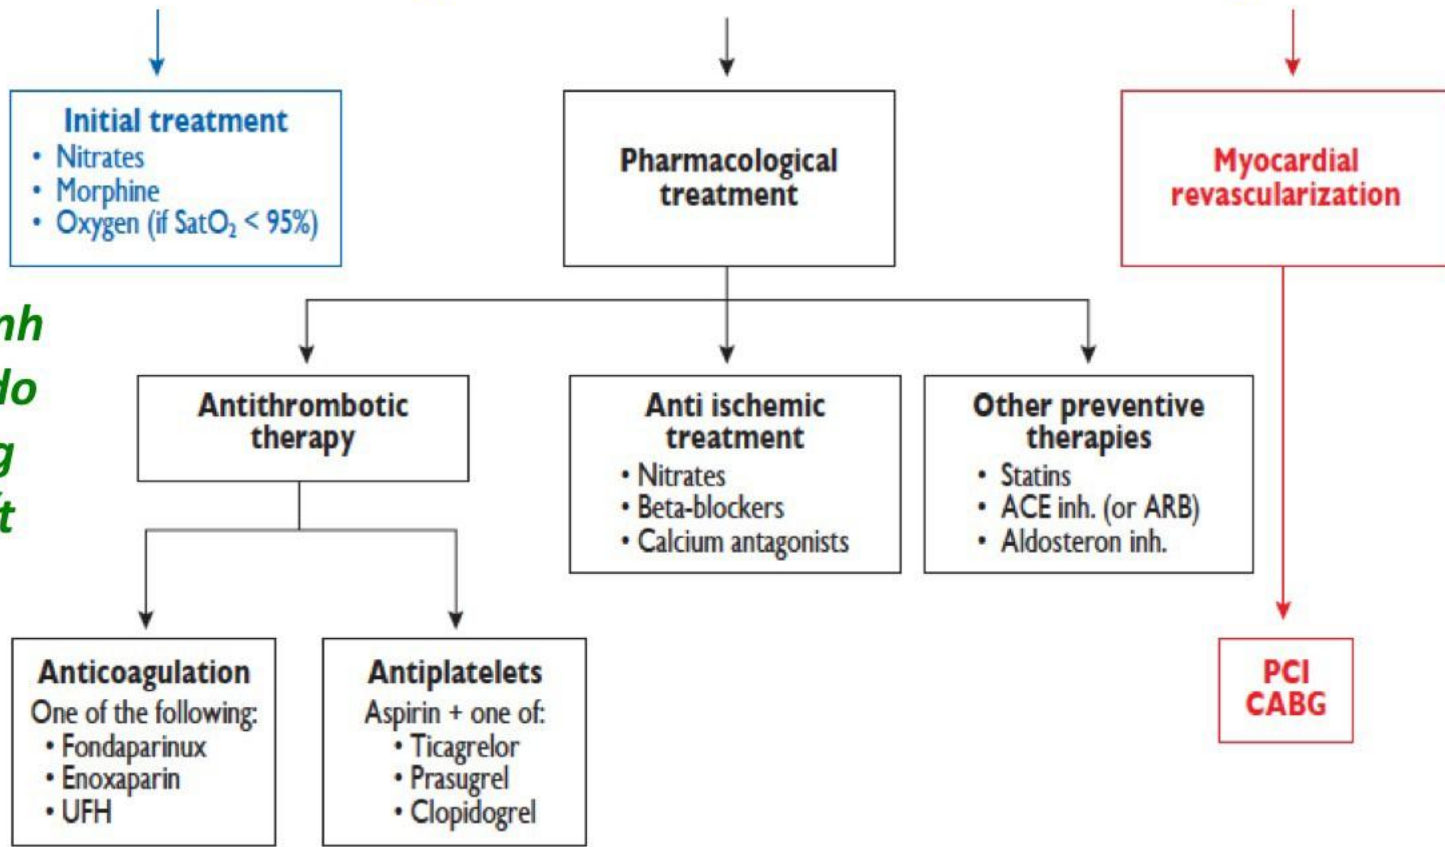 Initial treatment
• Nitrates
• Morphine
• Oxygen (if SatO₂ < 95%)
Pharmacological
treatment
Myocardial
revascularization
Antithrombotic
therapy
Anti ischemic
treatment
• Nitrates
• Beta-blockers
• Calcium antagonists
Other preventive
therapies
• Statins
• ACE inh. (or ARB)
• Aldosteron inh.
Anticoagulation
One of the following:
• Fondaparinux
• Enoxaparin
• UFH
Antiplatelets
Aspirin + one of:
• Ticagrelor
• Prasugrel
• Clopidogrel
PCI
CABG